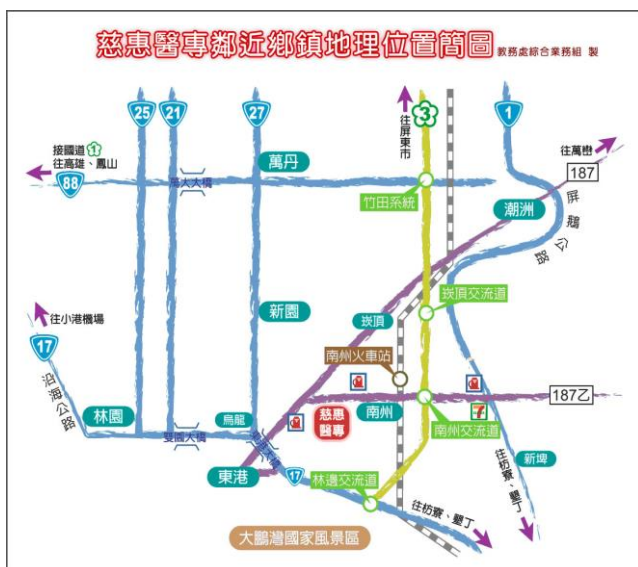 慈惠醫專鄰近鄉鎮地理位置簡圖 教務處綜合業務組 製
25
21
27
往屏東市
3
1
接國道 1
往高雄、鳳山
88
萬丹
萬大大橋
竹田系統
往萬樹
187
屏鵝公路
潮洲
往小港機場
17
沿海公路
新園
崁頂
崁頂交流道
南州火車站
187乙
林園
雙園大橋
烏龍
慈惠
醫專
南州
南州交流道
7
新埤
東港
17
林邊交流道
往枋寮、墾丁
往枋寮、墾丁
大鵬灣國家風景區